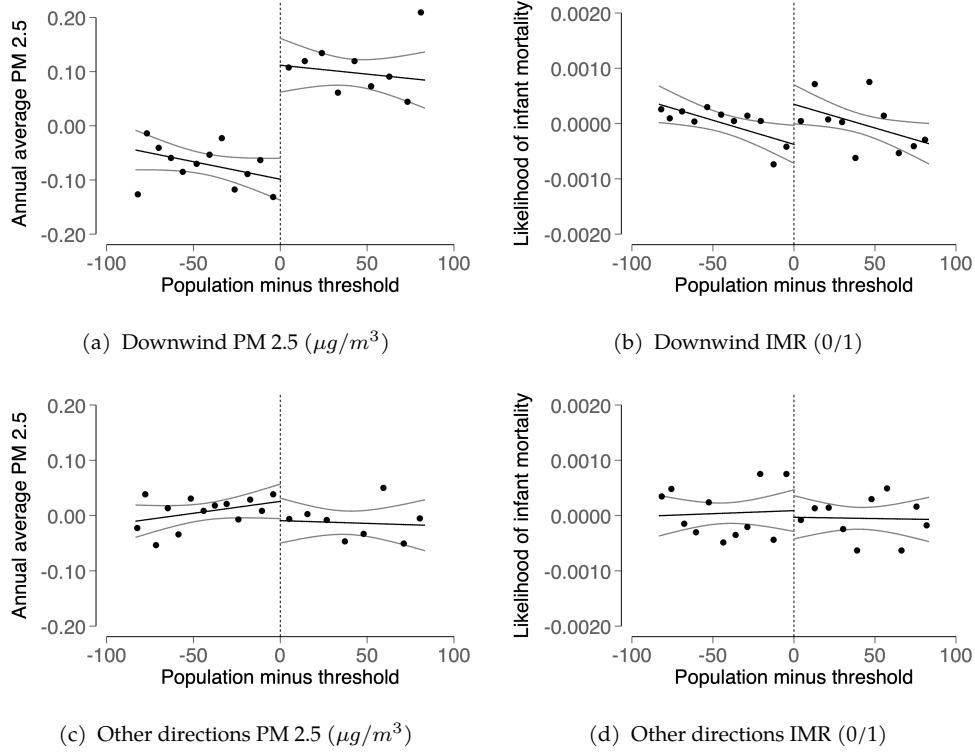 Annual average PM 2.5
0.20
0.10
0.00
-0.10
-0.20
-100 -50 0 50 100
Population minus threshold
(a) Downwind PM 2.5 (µg/m³)
Likelihood of infant mortality
0.0020
0.0010
0.0000
-0.0010
-0.0020
-100 -50 0 50 100
Population minus threshold
(b) Downwind IMR (0/1)
Annual average PM 2.5
0.20
0.10
0.00
-0.10
-0.20
-100 -50 0 50 100
Population minus threshold
(c) Other directions PM 2.5 (µg/m³)
Likelihood of infant mortality
0.0020
0.0010
0.0000
-0.0010
-0.0020
-100 -50 0 50 100
Population minus threshold
(d) Other directions IMR (0/1)